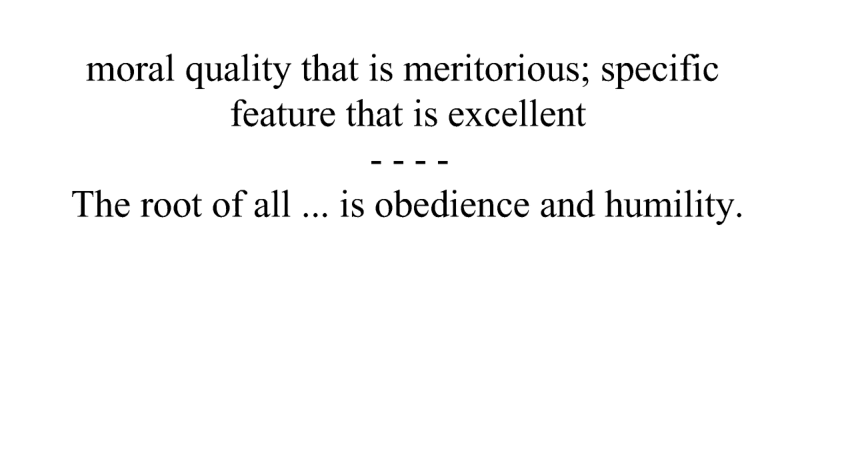 moral quality that is meritorious; specific
feature that is excellent
- - - -
The root of all ... is obedience and humility.